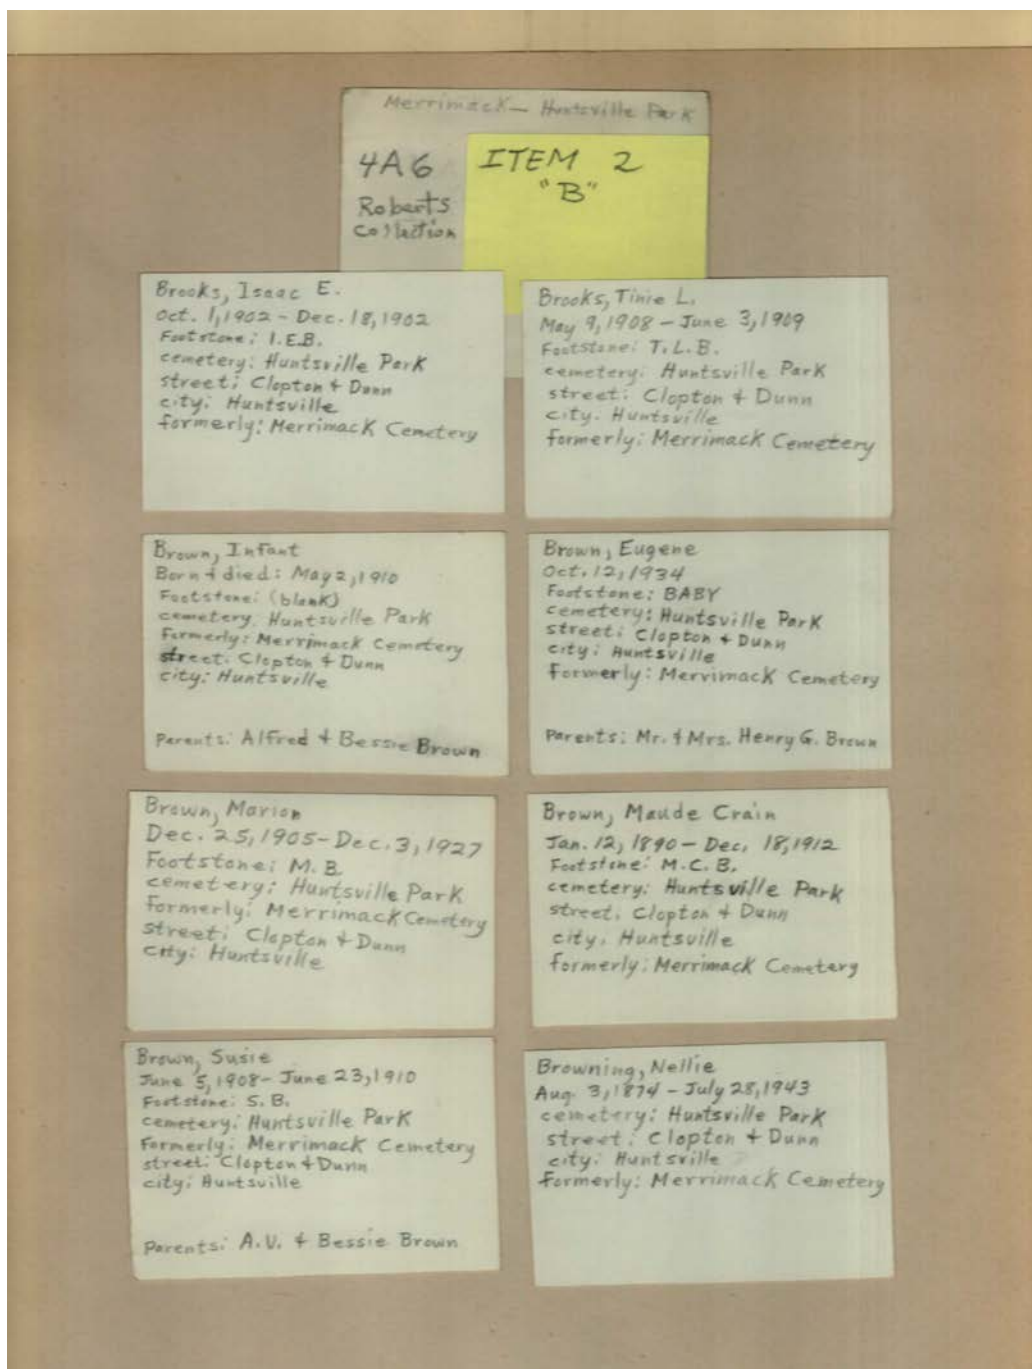 Merrimack — Huntsville Park
4A6
Roberts
Collection
ITEM 2
"B"
Brooks, Isaac E.
Oct. 1, 1902 - Dec. 18, 1902
Footstone: I.E.B.
cemetery: Huntsville Park
street: Clopton + Dunn
city: Huntsville
formerly: Merrimack Cemetery
Brooks, Tinie L.
May 9, 1908 - June 3, 1909
Footstone: T.L.B.
cemetery: Huntsville Park
street: Clopton + Dunn
city: Huntsville
formerly: Merrimack Cemetery
Brown, Infant
Born + died: May 2, 1910
Footstone: (blank)
cemetery: Huntsville Park
formerly: Merrimack Cemetery
street: Clopton + Dunn
city: Huntsville
Parents: Alfred + Bessie Brown
Brown, Eugene
Oct. 12, 1934
Footstone: BABY
cemetery: Huntsville Park
street: Clopton + Dunn
city: Huntsville
formerly: Merrimack Cemetery
Parents: Mr. + Mrs. Henry G. Brown
Brown, Marion
Dec. 25, 1905 - Dec. 3, 1927
Footstone: M.B.
cemetery: Huntsville Park
formerly: Merrimack Cemetery
street: Clopton + Dunn
city: Huntsville
Brown, Maude Crain
Jan. 12, 1890 - Dec. 18, 1912
Footstone: M.C.B.
cemetery: Huntsville Park
street: Clopton + Dunn
city: Huntsville
formerly: Merrimack Cemetery
Brown, Susie
June 5, 1908 - June 23, 1910
Footstone: S.B.
cemetery: Huntsville Park
formerly: Merrimack Cemetery
street: Clopton + Dunn
city: Huntsville
Parents: A.V. + Bessie Brown
Browning, Nellie
Aug. 3, 1874 - July 28, 1943
cemetery: Huntsville Park
street: Clopton + Dunn
city: Huntsville
formerly: Merrimack Cemetery